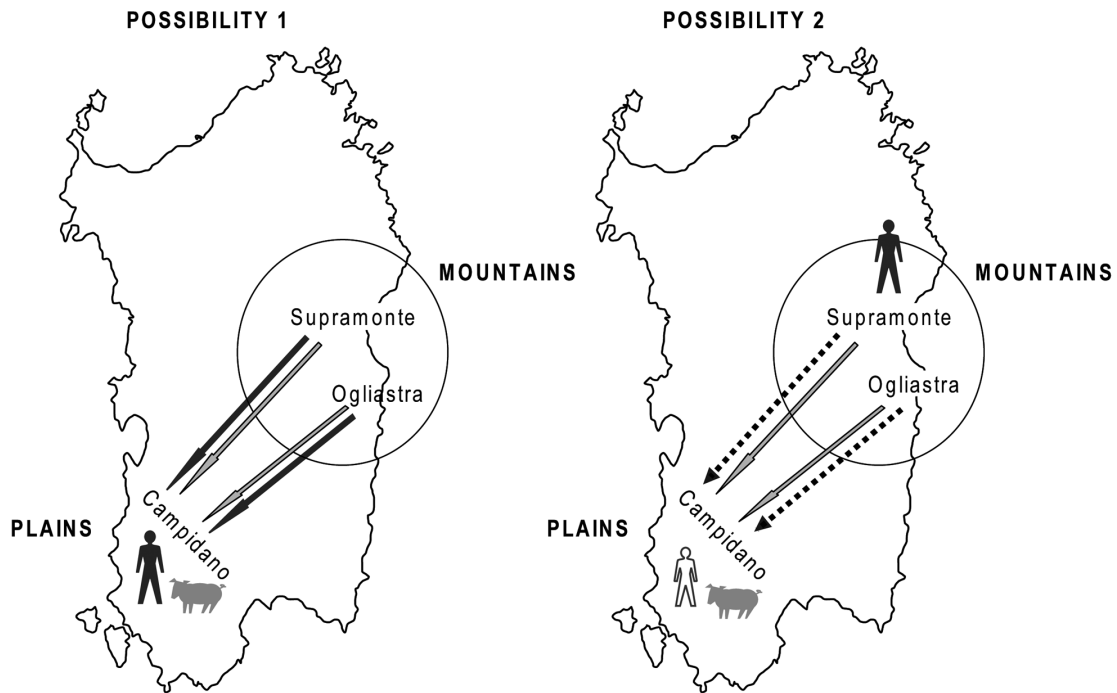 POSSIBILITY 1
MOUNTAINS
Supramonte
Ogliastra
Campidano
PLAINS
POSSIBILITY 2
MOUNTAINS
Supramonte
Ogliastra
Campidano
PLAINS